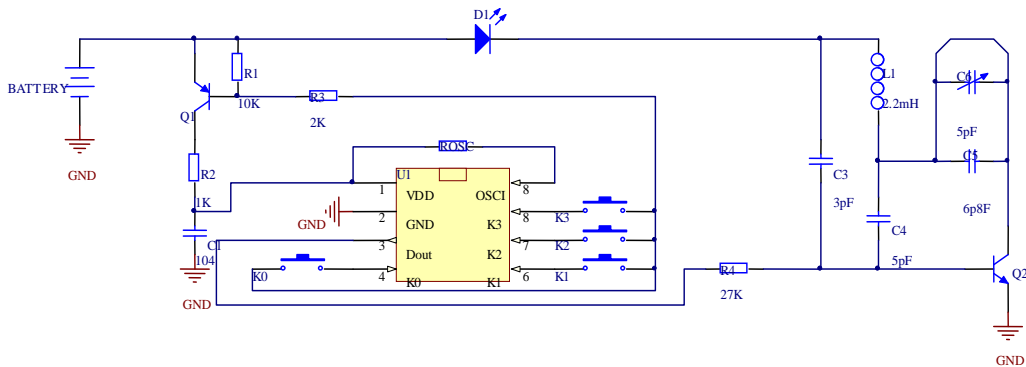 D1
BATTERY
GND
Q1
R1
10K
R3
2K
R2
1K
C1
104
GND
ROSC
U1
1
VDD
OSCI
8
GND
2
GND
K3
8
K3
3
Dout
K2
7
K2
K0
4
K0
K1
6
K1
R4
27K
C3
3pF
L1
2.2mH
C4
5pF
C6
5pF
C5
6p8F
Q2
GND